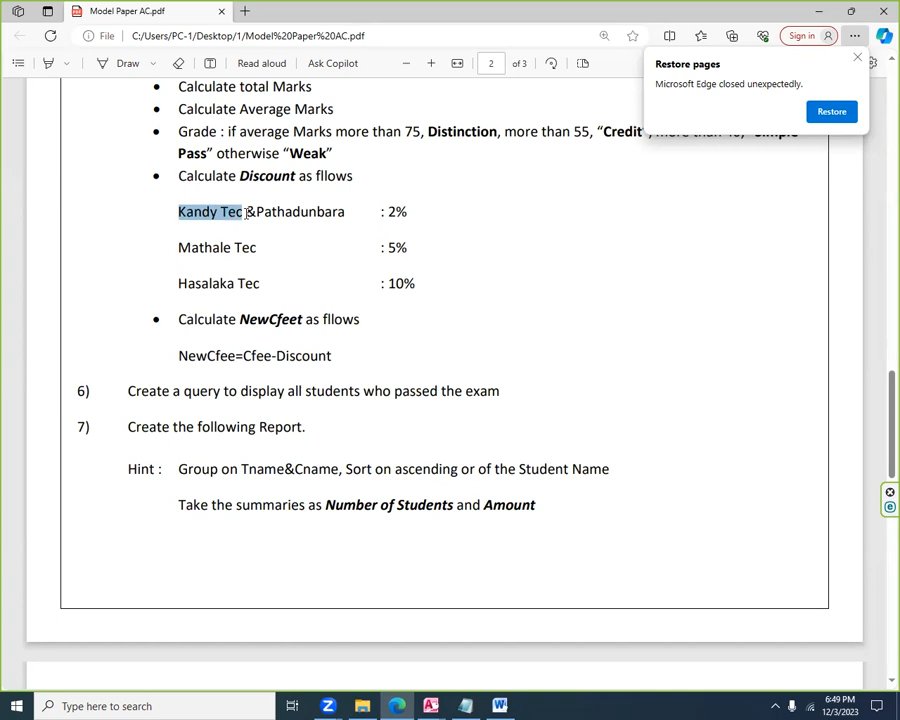 Model Paper AC.pdf
File
C:/Users/PC-1/Desktop/1/Model%20Paper%20AC.pdf
Sign in
Draw
Read aloud
Ask Copilot
2
of 3
Restore pages
Microsoft Edge closed unexpectedly.
Restore
• Calculate total Marks
• Calculate Average Marks
• Grade : if average Marks more than 75, Distinction, more than 55, “Credit”, more than 40, “Simple
Pass” otherwise “Weak”
• Calculate Discount as fllows
Kandy Tec &Pathadunbara : 2%
Mathale Tec : 5%
Hasalaka Tec : 10%
• Calculate NewCfeet as fllows
NewCfee=Cfee-Discount
6) Create a query to display all students who passed the exam
7) Create the following Report.
Hint : Group on Tname&Cname, Sort on ascending or of the Student Name
Take the summaries as Number of Students and Amount
Type here to search
6:49 PM
12/3/2023